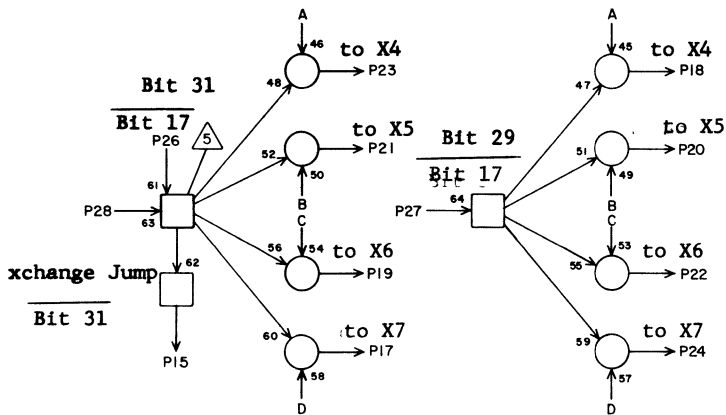 A
46
to X4
48
P23
Bit 31
Bit 17
P26
5
52
to X5
P21
50
61
P28
63
B
C
62
56
54
to X6
P19
xchange Jump
Bit 31
P15
60
to X7
P17
58
D
A
45
to X4
47
P18
to X5
51
P20
49
Bit 29
Bit 17
64
P27
B
C
53
to X6
55
P22
to X7
59
P24
57
D